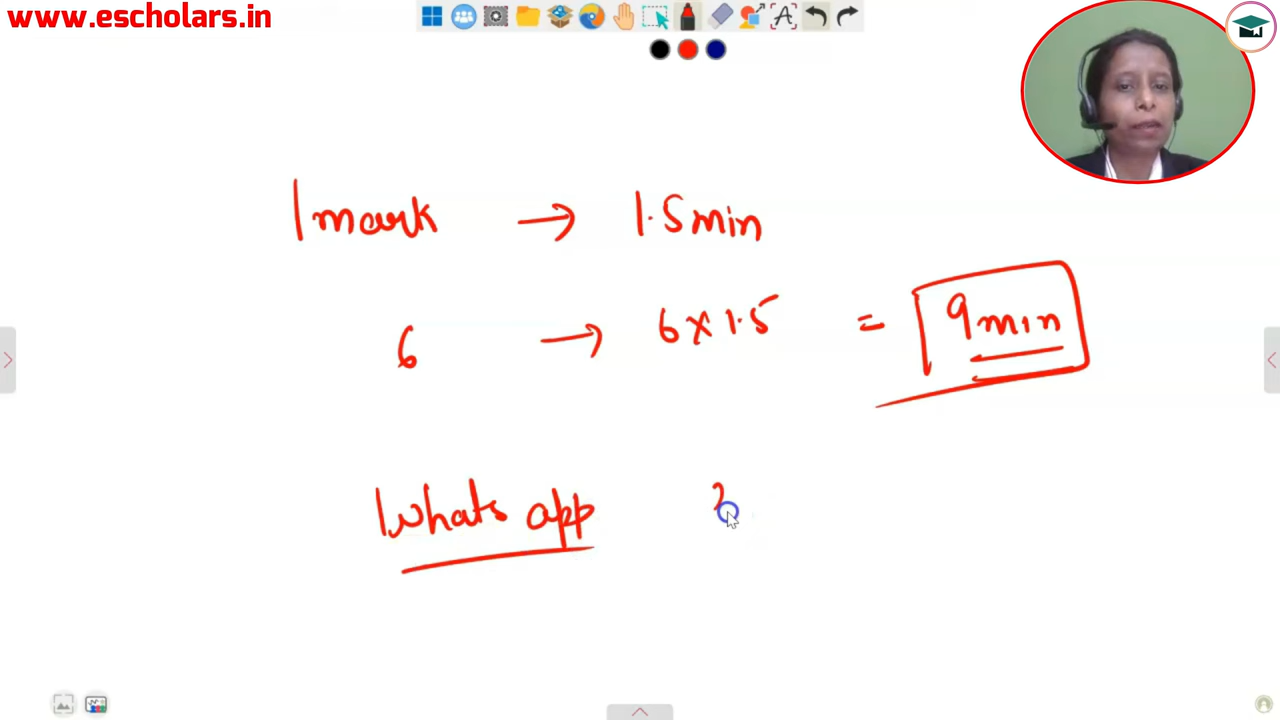 www.escholars.in
1 mark → 1.5 min
6 → 6 x 1.5 = 9 min
Whats app